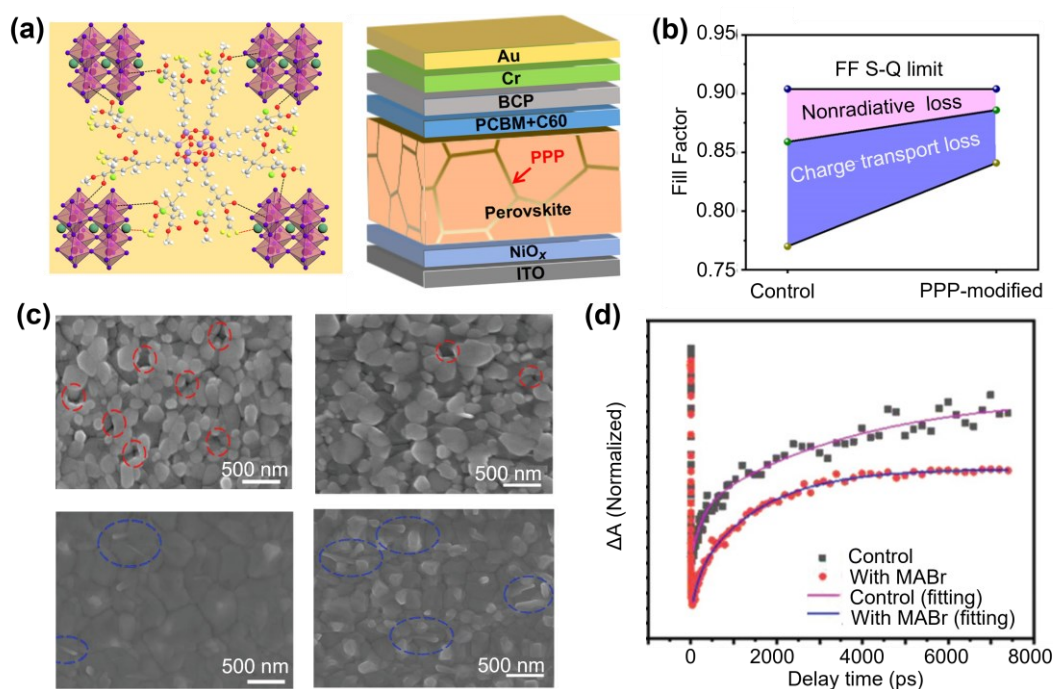 (a)
Au
Cr
BCP
PCBM+C60
PPP
Perovskite
NiOx
ITO
(b)
0.95
0.90
0.85
0.80
0.75
Fill Factor
FF S-Q limit
Nonradiative loss
Charge transport loss
Control
PPP-modified
(c)
500 nm
500 nm
500 nm
500 nm
(d)
ΔA (Normalized)
Control
With MABr
Control (fitting)
With MABr (fitting)
0
2000
4000
6000
8000
Delay time (ps)